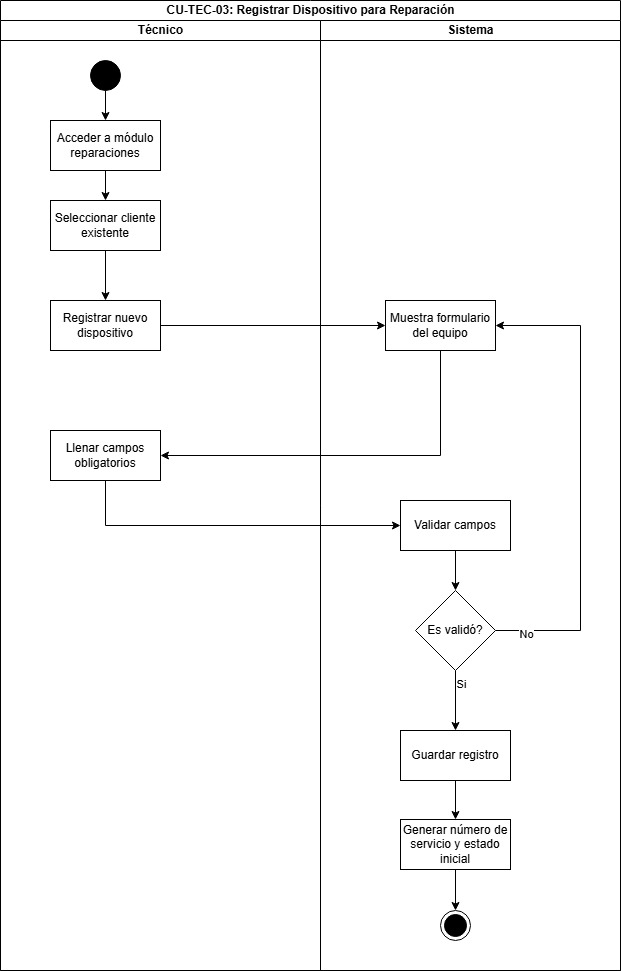 CU-TEC-03: Registrar Dispositivo para Reparación
Técnico
Sistema
Acceder a módulo
reparaciones
Seleccionar cliente
existente
Registrar nuevo
dispositivo
Muestra formulario
del equipo
Llenar campos
obligatorios
Validar campos
Es validó?
No
Si
Guardar registro
Generar número de
servicio y estado
inicial